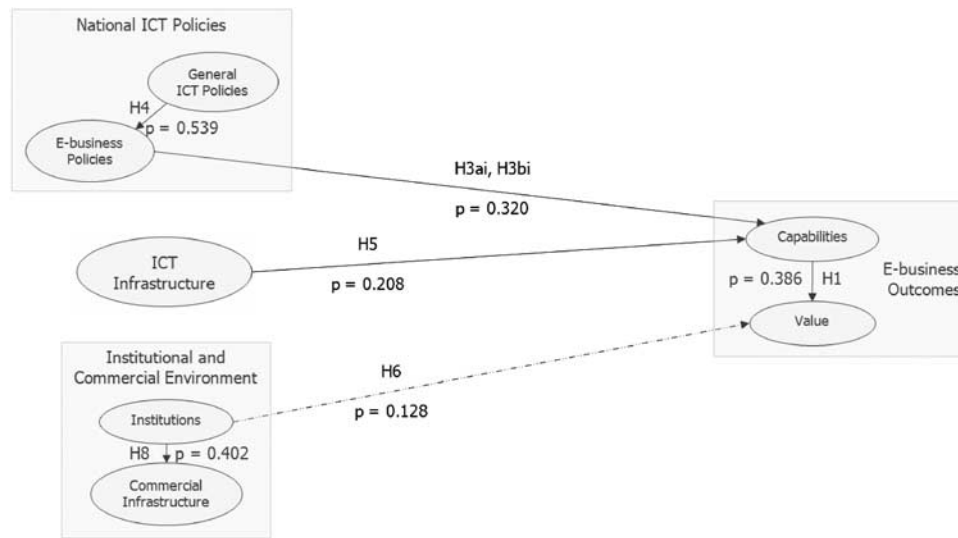 National ICT Policies
General
ICT Policies
H4
p = 0.539
E-business
Policies
H3ai, H3bi
p = 0.320
Capabilities
H5
ICT
Infrastructure
p = 0.208
p = 0.386
H1
E-business
Outcomes
Value
Institutional and
Commercial Environment
H6
p = 0.128
Institutions
H8
p = 0.402
Commercial
Infrastructure